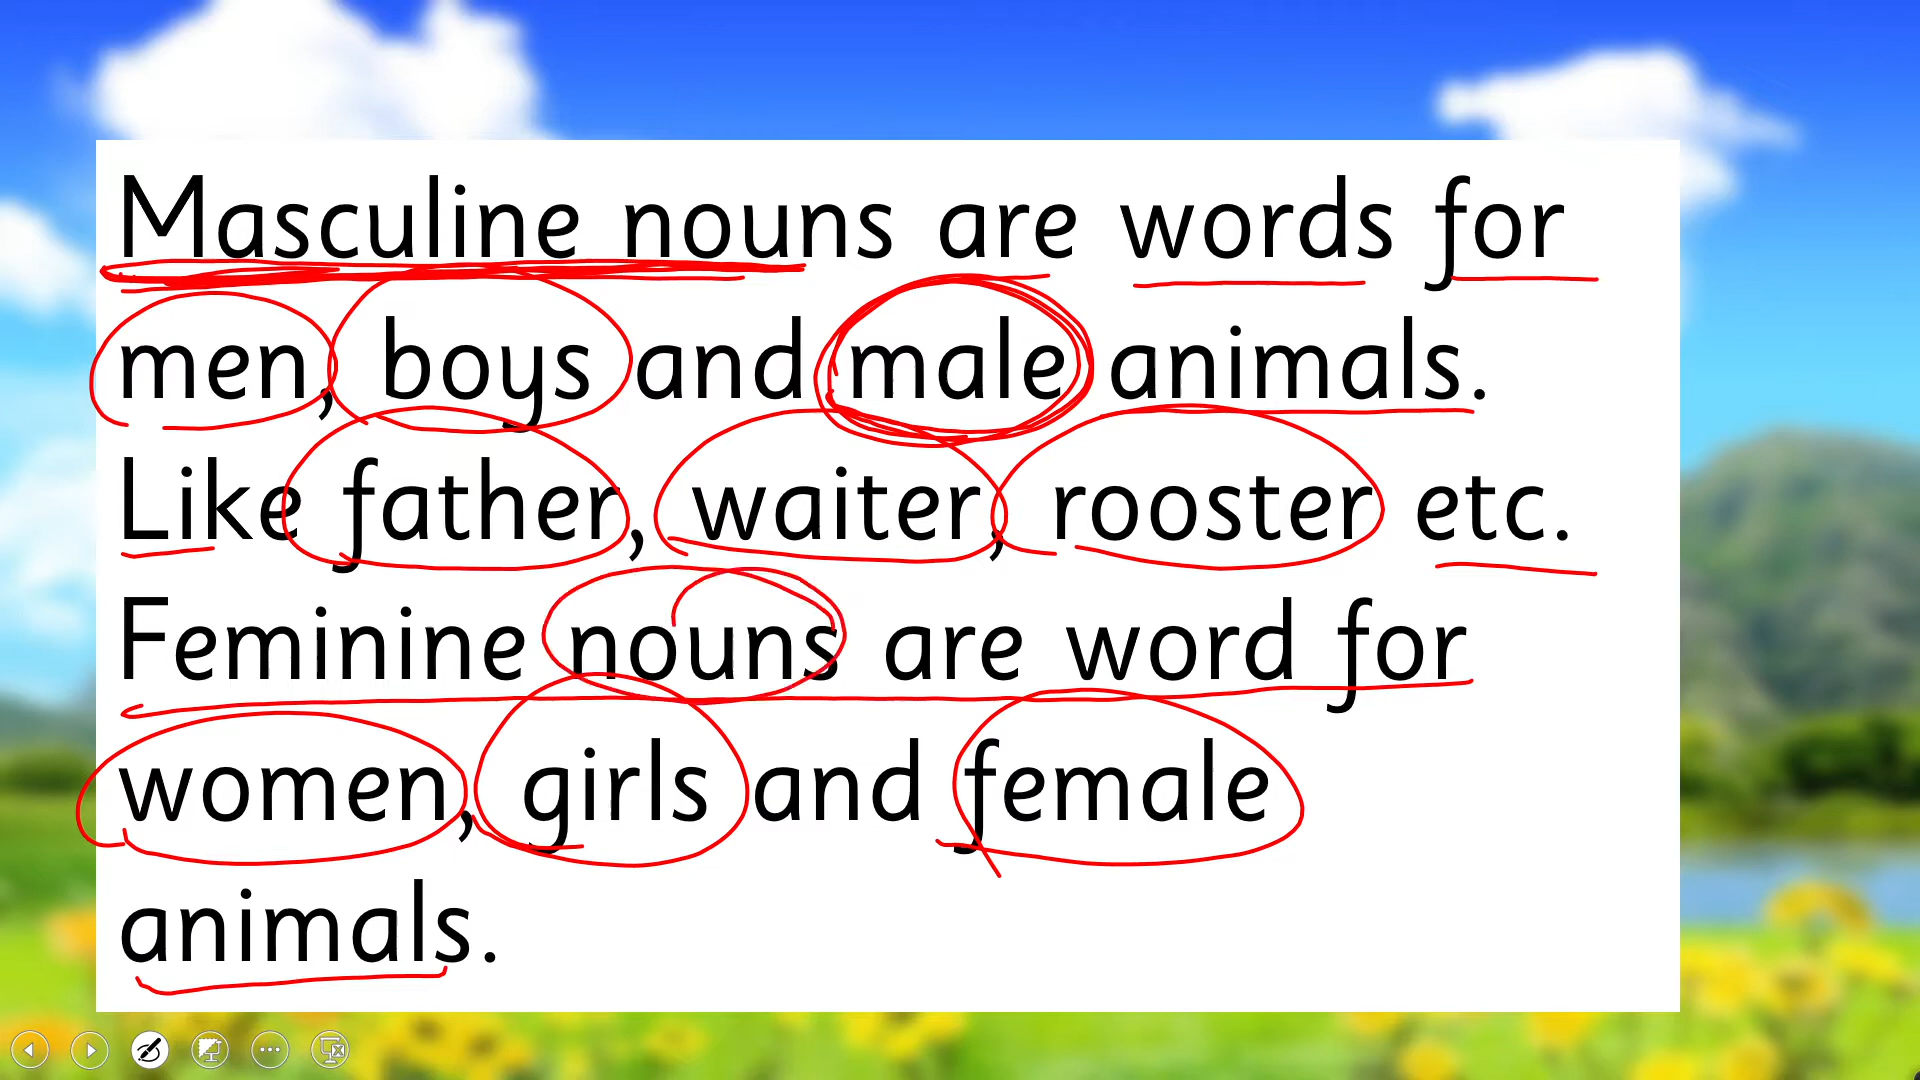 Masculine nouns are words for
men, boys and male animals.
Like father, waiter, rooster etc.
Feminine nouns are word for
women, girls and female
animals.